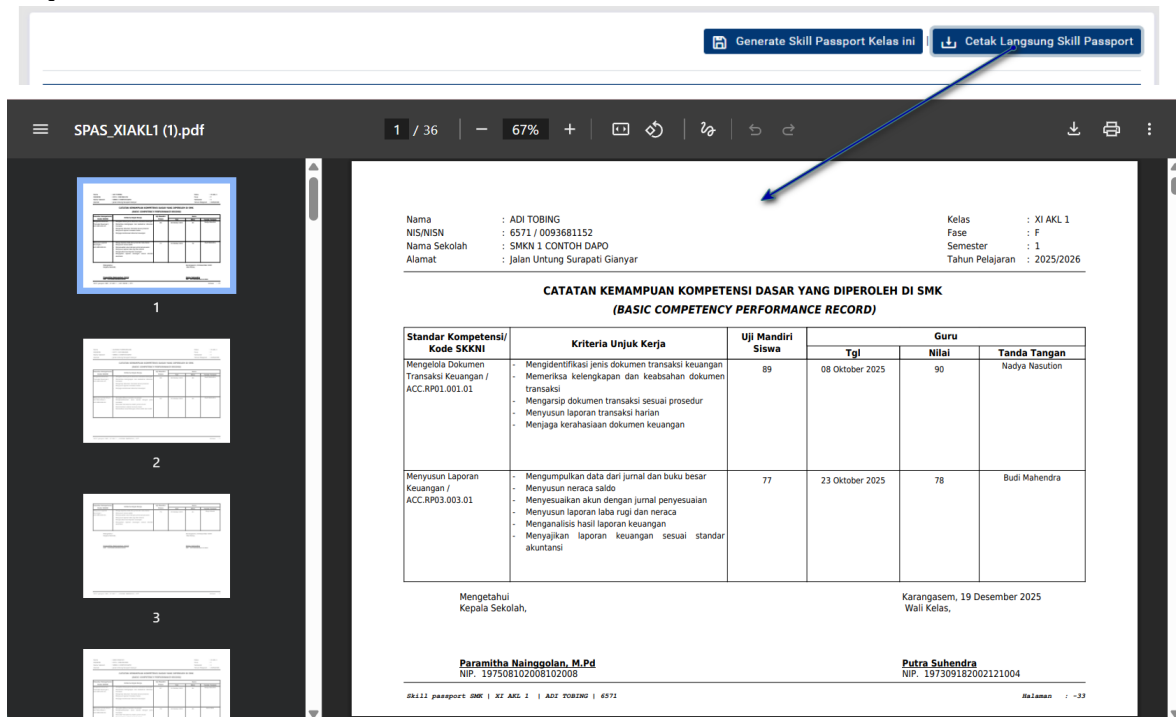 Generate Skill Passport Kelas ini | Cetak Langsung Skill Passport
SPAS_XIAKL1 (1).pdf 1 / 36 67%
1
2
3
Nama : ADI TOBING Kelas : XI AKL 1
NIS/NISN : 6571 / 0093681152 Fase : F
Nama Sekolah : SMKN 1 CONTOH DAPO Semester : 1
Alamat : Jalan Untung Surapati Gianyar Tahun Pelajaran : 2025/2026
CATATAN KEMAMPUAN KOMPETENSI DASAR YANG DIPEROLEH DI SMK
(BASIC COMPETENCY PERFORMANCE RECORD)
Standar Kompetensi/ Kode SKKNI Kriteria Unjuk Kerja Uji Mandiri Siswa Guru
Tgl Nilai Tanda Tangan
Mengelola Dokumen Transaksi Keuangan / ACC.RP01.001.01
- Mengidentifikasi jenis dokumen transaksi keuangan
- Memeriksa kelengkapan dan keabsahan dokumen transaksi
- Mengarsip dokumen transaksi sesuai prosedur
- Menyusun laporan transaksi harian
- Menjaga kerahasiaan dokumen keuangan
89 08 Oktober 2025 90 Nadya Nasution
Menyusun Laporan Keuangan / ACC.RP03.003.01
- Mengumpulkan data dari jurnal dan buku besar
- Menyusun neraca saldo
- Menyesuaikan akun dengan jurnal penyesuaian
- Menyusun laporan laba rugi dan neraca
- Menganalisis hasil laporan keuangan
- Menyajikan laporan keuangan sesuai standar akuntansi
77 23 Oktober 2025 78 Budi Mahendra
Mengetahui Karangasem, 19 Desember 2025
Kepala Sekolah, Wali Kelas,
Paramitha Nainggolan, M.Pd Putra Suhendra
NIP. 197508102008102008 NIP. 197309182002121004
Skill passport SMK | XI AKL 1 | ADI TOBING | 6571 Halaman : -33